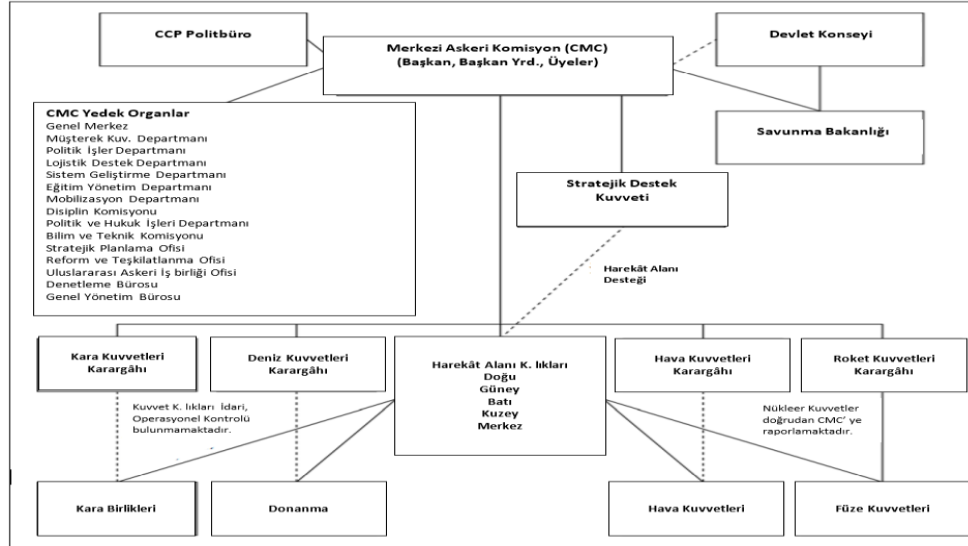 CCP Politbüro
Merkezi Askeri Komisyon (CMC)
(Başkan, Başkan Yrd., Üyeler)
Devlet Konseyi
CMC Yedek Organlar
Genel Merkez
Müşterek Kuv. Departmanı
Politik İşler Departmanı
Lojistik Destek Departmanı
Sistem Geliştirme Departmanı
Eğitim Yönetim Departmanı
Mobilizasyon Departmanı
Disiplin Komisyonu
Politik ve Hukuk İşleri Departmanı
Bilim ve Teknik Komisyonu
Stratejik Planlama Ofisi
Reform ve Teşkilatlanma Ofisi
Uluslararası Askeri İş birliği Ofisi
Denetleme Bürosu
Genel Yönetim Bürosu
Savunma Bakanlığı
Stratejik Destek
Kuvveti
Harekât Alanı
Desteği
Kara Kuvvetleri
Karargâhı
Deniz Kuvvetleri
Karargâhı
Harekât Alanı K. lıkları
Doğu
Güney
Batı
Kuzey
Merkez
Hava Kuvvetleri
Karargâhı
Roket Kuvvetleri
Karargâhı
Kuvvet K. lıkları İdari,
Operasyonel Kontrolü
bulunmamaktadır.
Nükleer Kuvvetler
doğrudan CMC' ye
raporlamaktadır.
Kara Birlikleri
Donanma
Hava Kuvvetleri
Füze Kuvvetleri